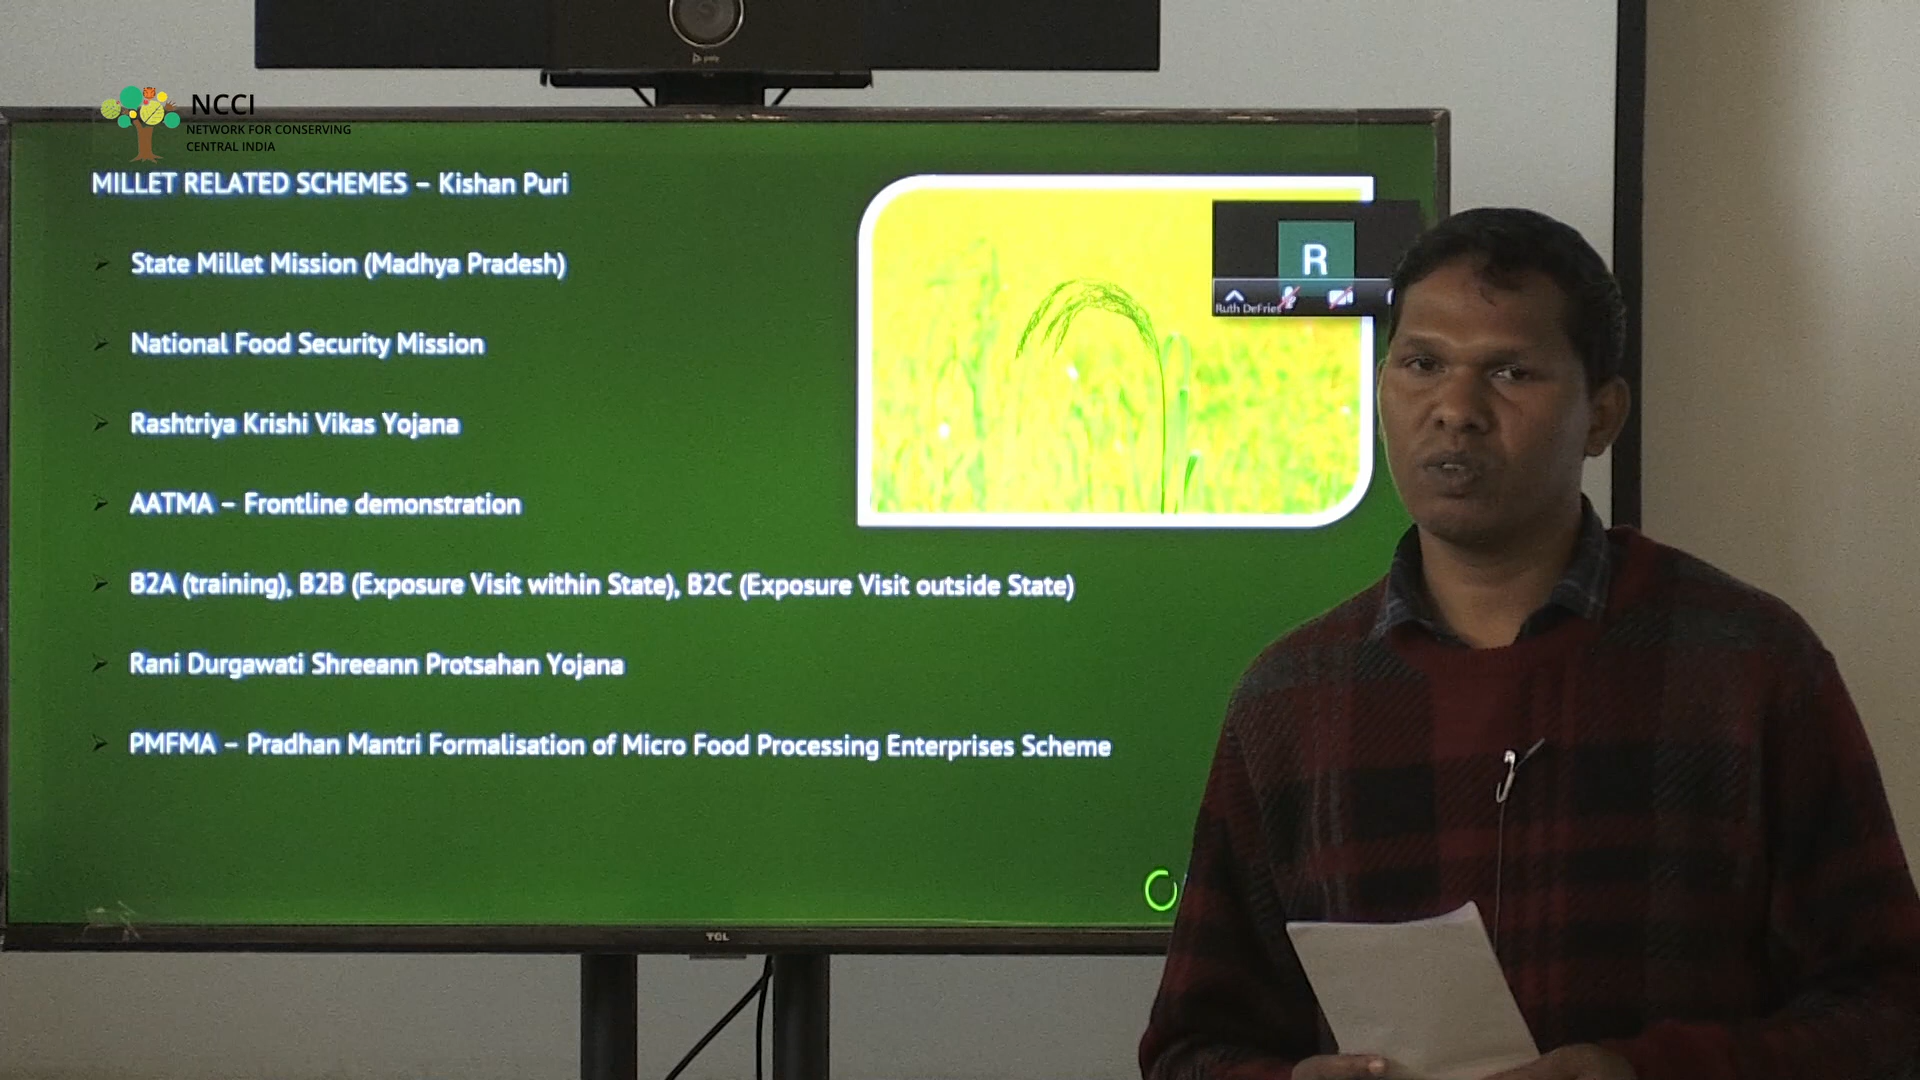 poly
NCCI
NETWORK FOR CONSERVING
CENTRAL INDIA
MILLET RELATED SCHEMES – Kishan Puri
State Millet Mission (Madhya Pradesh)
National Food Security Mission
Rashtriya Krishi Vikas Yojana
AATMA – Frontline demonstration
B2A (training), B2B (Exposure Visit within State), B2C (Exposure Visit outside State)
Rani Durgawati Shreeann Protsahan Yojana
PMFMA – Pradhan Mantri Formalisation of Micro Food Processing Enterprises Scheme
R
Ruth DeFries
TCL